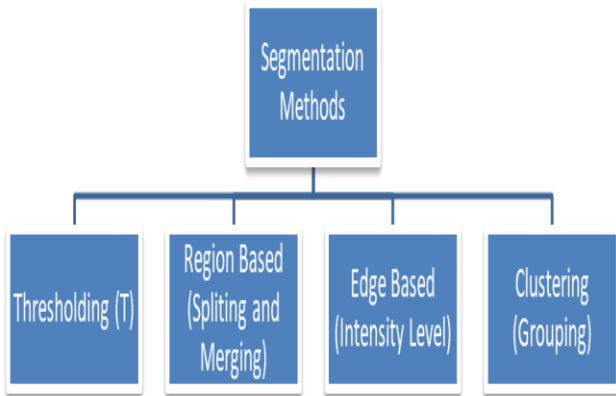 Segmentation
Methods
Thresholding (T)
Region Based
(Spliting and
Merging)
Edge Based
(Intensity Level)
Clustering
(Grouping)